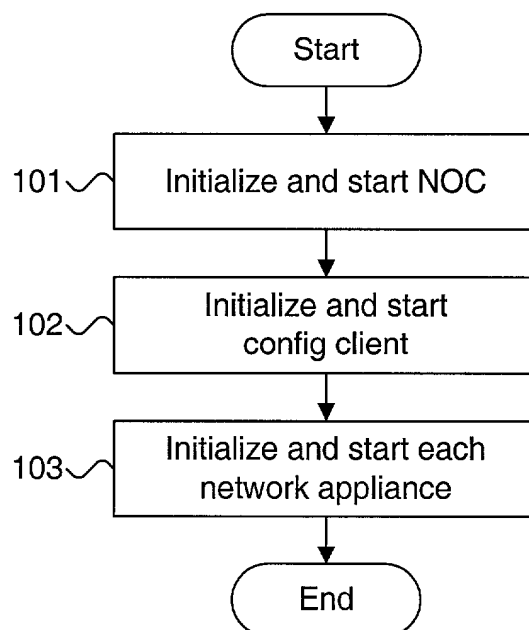 Start
101
Initialize and start NOC
102
Initialize and start
config client
103
Initialize and start each
network appliance
End